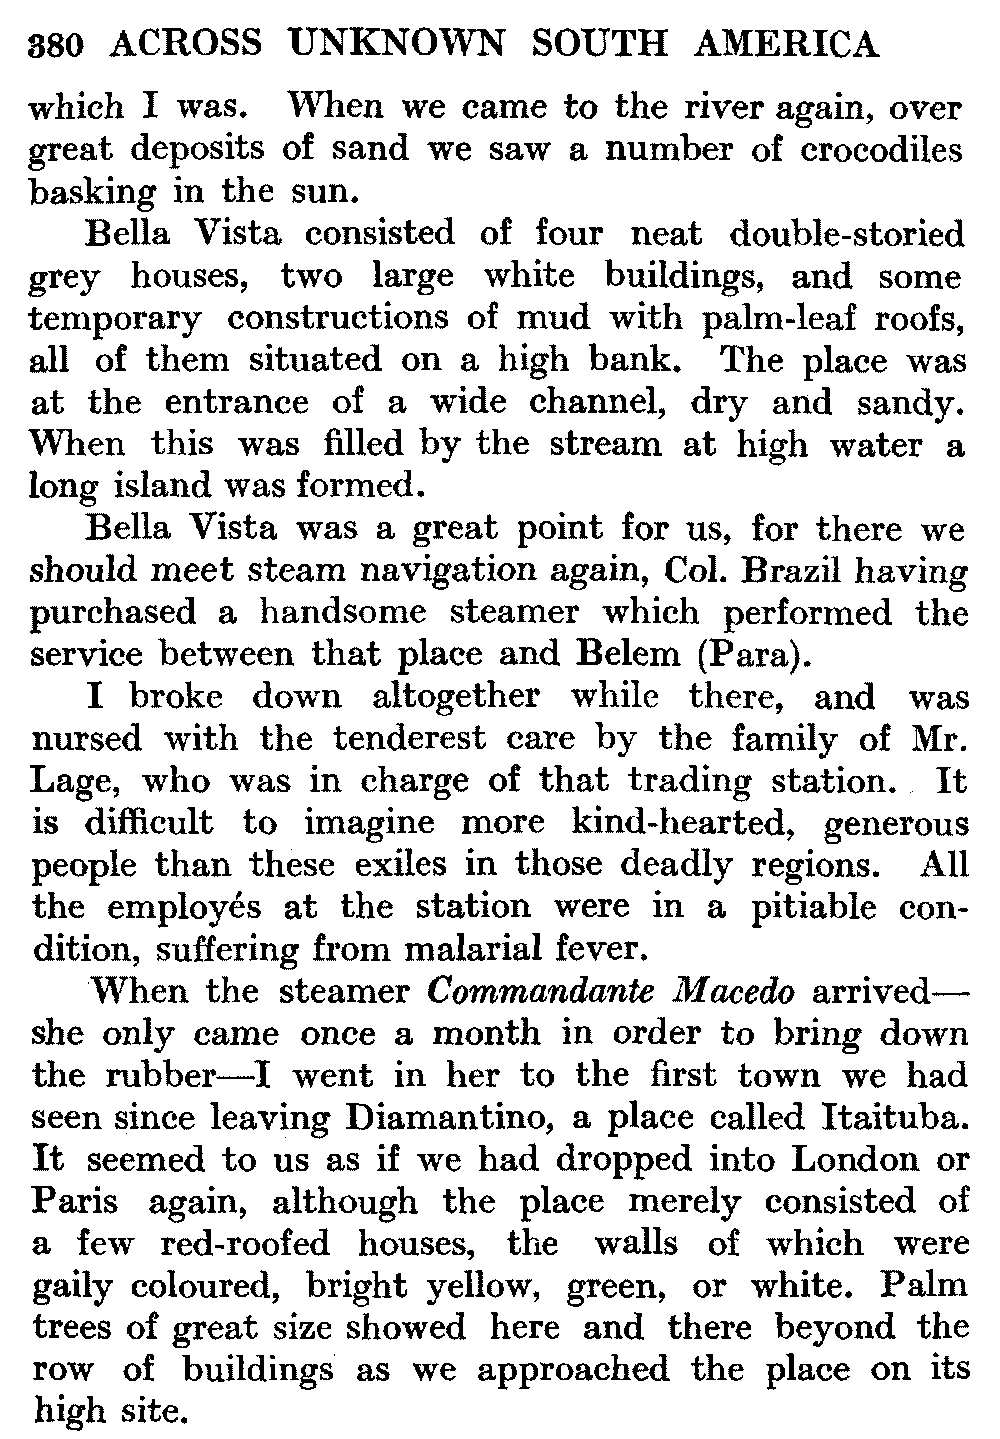 380 ACROSS UNKNOWN SOUTH AMERICA
which I was. When we came to the river again, over
great deposits of sand we saw a number of crocodiles
basking in the sun.
Bella Vista consisted of four neat double-storied
grey houses, two large white buildings, and some
temporary constructions of mud with palm-leaf roofs,
all of them situated on a high bank. The place was
at the entrance of a wide channel, dry and sandy.
When this was filled by the stream at high water a
long island was formed.
Bella Vista was a great point for us, for there we
should meet steam navigation again, Col. Brazil having
purchased a handsome steamer which performed the
service between that place and Belem (Para).
I broke down altogether while there, and was
nursed with the tenderest care by the family of Mr.
Lage, who was in charge of that trading station. It
is difficult to imagine more kind-hearted, generous
people than these exiles in those deadly regions. All
the employés at the station were in a pitiable con-
dition, suffering from malarial fever.
When the steamer Commandante Macedo arrived—
she only came once a month in order to bring down
the rubber—I went in her to the first town we had
seen since leaving Diamantino, a place called Itaituba.
It seemed to us as if we had dropped into London or
Paris again, although the place merely consisted of
a few red-roofed houses, the walls of which were
gaily coloured, bright yellow, green, or white. Palm
trees of great size showed here and there beyond the
row of buildings as we approached the place on its
high site.